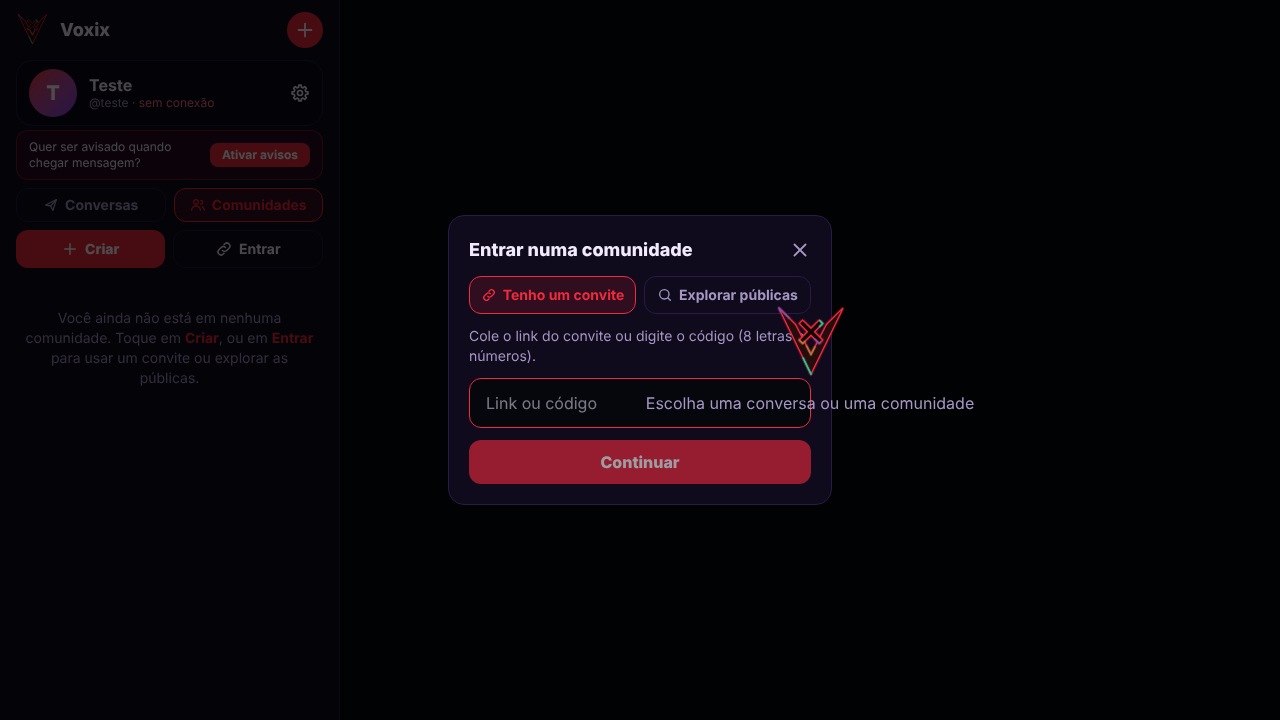 Voxix
T
Teste
@teste · sem conexão
Quer ser avisado quando
chegar mensagem?
Ativar avisos
Conversas
Comunidades
Criar
Entrar
Você ainda não está em nenhuma
comunidade. Toque em Criar, ou em Entrar
para usar um convite ou explorar as
públicas.
Entrar numa comunidade
Tenho um convite
Explorar públicas
Cole o link do convite ou digite o código (8 letras
números).
Link ou código
Escolha uma conversa ou uma comunidade
Continuar